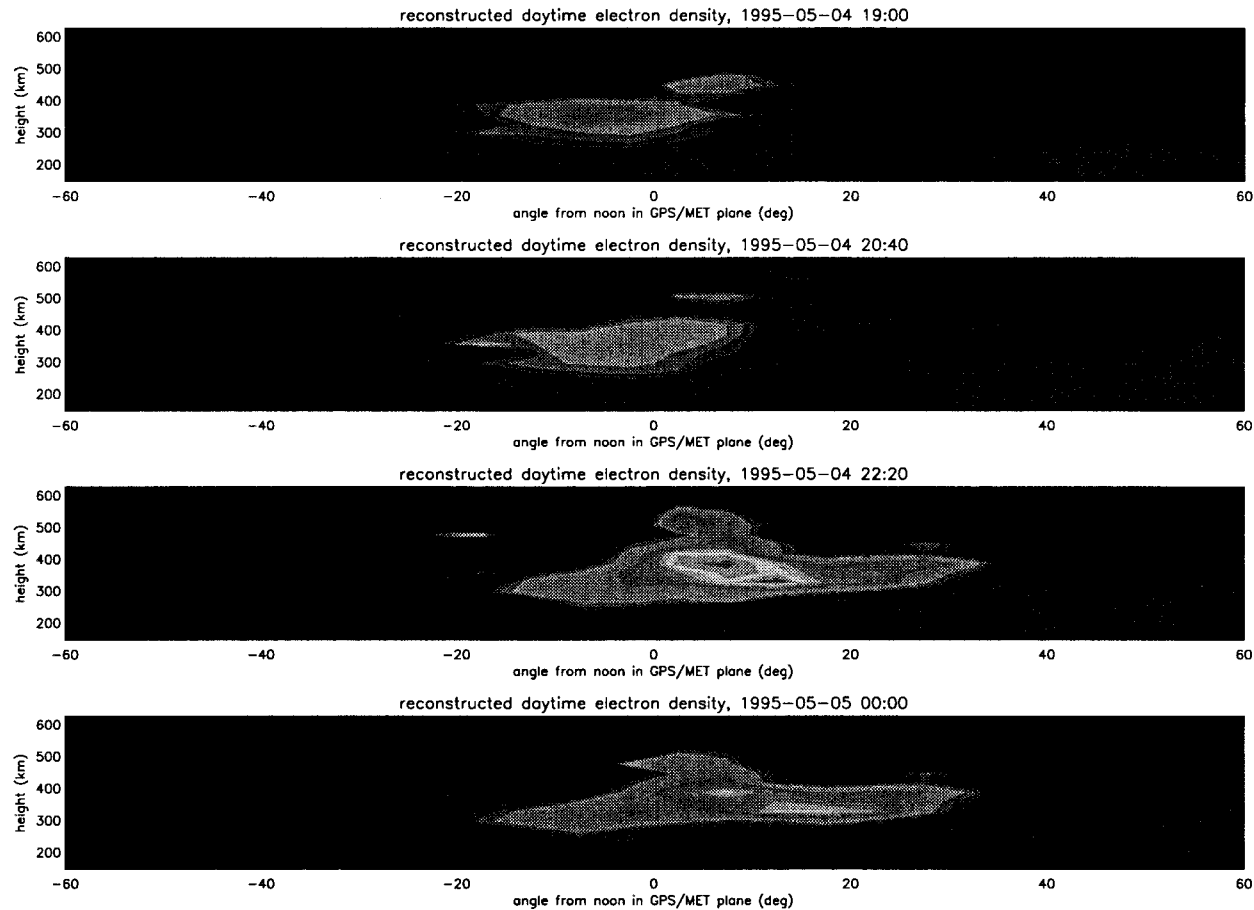 reconstructed daytime electron density, 1995-05-04 19:00
600
500
400
300
200
height (km)
-60 -40 -20 0 20 40 60
angle from noon in GPS/MET plane (deg)
reconstructed daytime electron density, 1995-05-04 20:40
600
500
400
300
200
height (km)
-60 -40 -20 0 20 40 60
angle from noon in GPS/MET plane (deg)
reconstructed daytime electron density, 1995-05-04 22:20
600
500
400
300
200
height (km)
-60 -40 -20 0 20 40 60
angle from noon in GPS/MET plane (deg)
reconstructed daytime electron density, 1995-05-05 00:00
600
500
400
300
200
height (km)
-60 -40 -20 0 20 40 60
angle from noon in GPS/MET plane (deg)